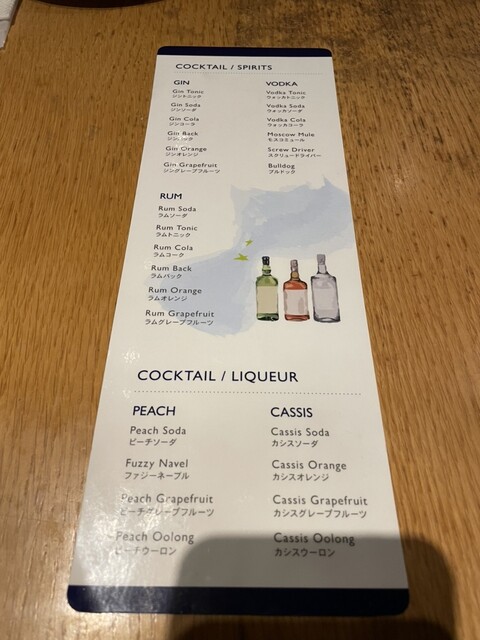 COCKTAIL / SPIRITS
GIN
Gin Tonic
ジントニック
Gin Soda
ジンソーダ
Gin Cola
ジンコーク
Gin Back
ジンバック
Gin Orange
ジンオレンジ
Gin Grapefruit
ジングレープフルーツ
VODKA
Vodka Tonic
ウォッカトニック
Vodka Soda
ウォッカソーダ
Vodka Cola
ウォッカコーラ
Moscow Mule
モスコミュール
Screw Driver
スクリュードライバー
Bulldog
ブルドック
RUM
Rum Soda
ラムソーダ
Rum Tonic
ラムトニック
Rum Cola
ラムコーク
Rum Back
ラムバック
Rum Orange
ラムオレンジ
Rum Grapefruit
ラムグレープフルーツ
COCKTAIL / LIQUEUR
PEACH
Peach Soda
ピーチソーダ
Fuzzy Navel
ファジーネーブル
Peach Grapefruit
ピーチグレープフルーツ
Peach Oolong
ピーチウーロン
CASSIS
Cassis Soda
カシスソーダ
Cassis Orange
カシスオレンジ
Cassis Grapefruit
カシスグレープフルーツ
Cassis Oolong
カシスウーロン